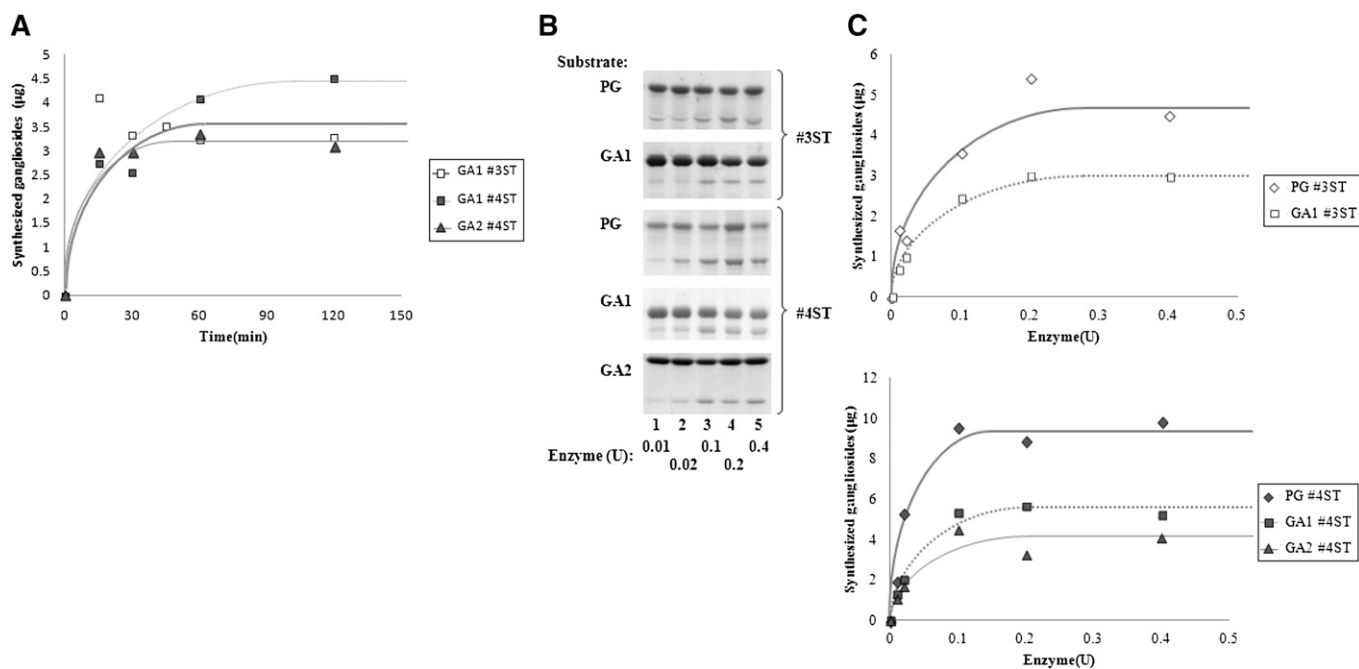 A
Synthesized gangliosides (µg)
5
4.5
4
3.5
3
2.5
2
1.5
1
0.5
0
0 30 60 90 120 150
Time(min)
GA1 #3ST
GA1 #4ST
GA2 #4ST
B
Substrate:
PG
GA1
#3ST
PG
GA1
GA2
#4ST
1 2 3 4 5
Enzyme (U):
0.01 0.02 0.1 0.2 0.4
C
Synthesized gangliosides (µg)
6
5
4
3
2
1
0
0 0.1 0.2 0.3 0.4 0.5
Enzyme(U)
PG #3ST
GA1 #3ST
Synthesized gangliosides (µg)
12
10
8
6
4
2
0
0 0.1 0.2 0.3 0.4 0.5
Enzyme(U)
PG #4ST
GA1 #4ST
GA2 #4ST